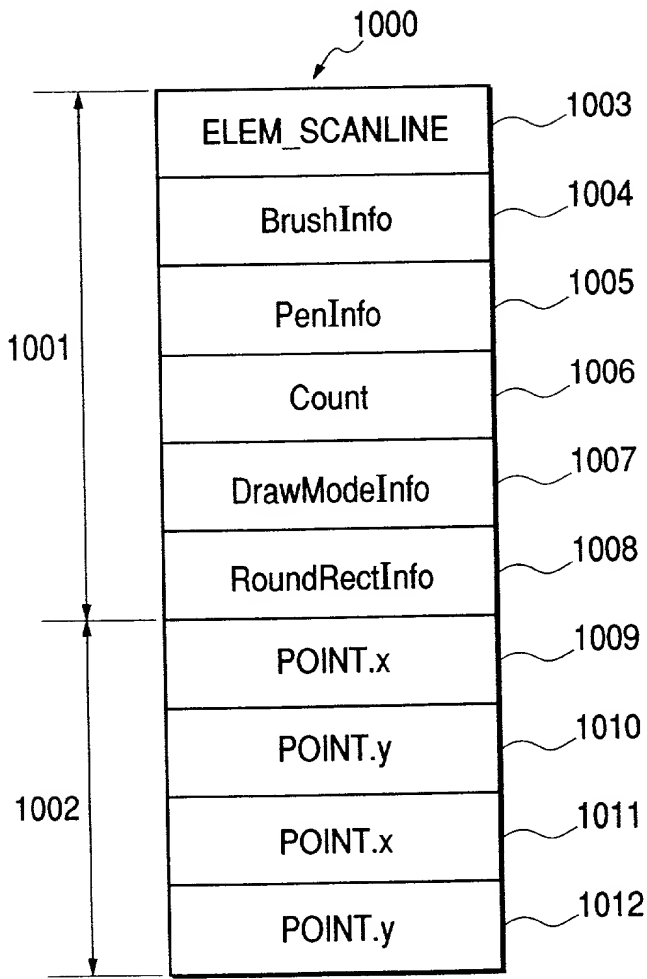 1000
ELEM_SCANLINE 1003
BrushInfo 1004
PenInfo 1005
1001
Count 1006
DrawModeInfo 1007
RoundRectInfo 1008
POINT.x 1009
POINT.y 1010
1002
POINT.x 1011
POINT.y 1012